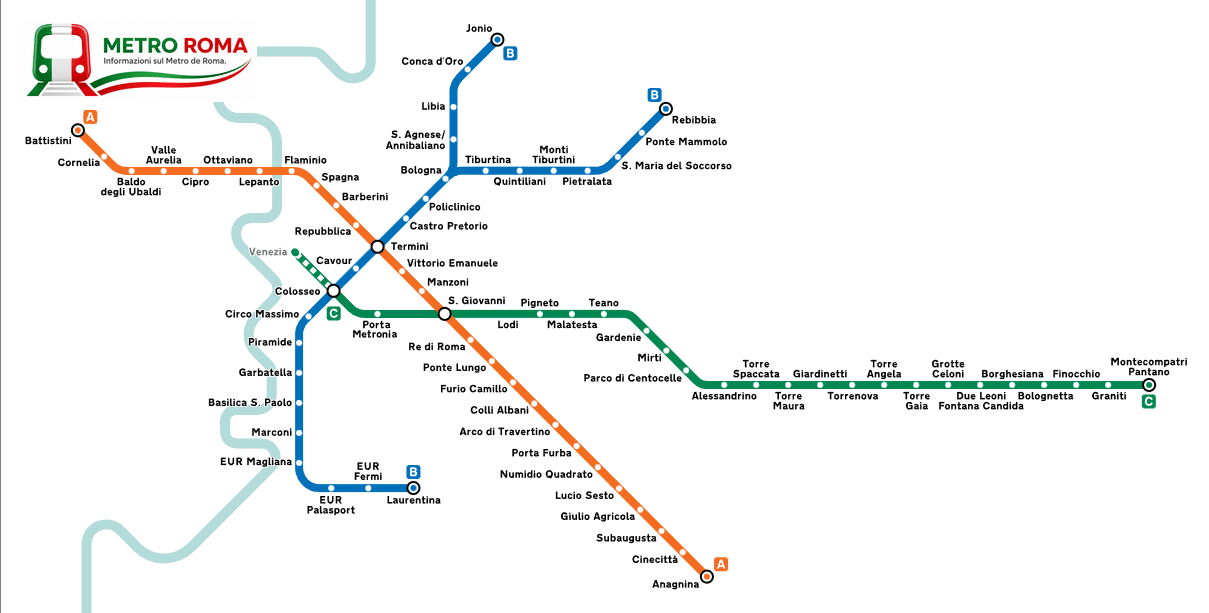 METRO ROMA
Informazioni sul Metro de Roma.
Jonio
B
Conca d'Oro
Libia
S. Agnese/
Annibaliano
Bologna
B
Rebibbia
Ponte Mammolo
S. Maria del Soccorso
Pietralata
Monti
Tiburtini
Quintiliani
Tiburtina
Policlinico
Castro Pretorio
Termini
Cavour
Colosseo
Circo Massimo
Piramide
Garbatella
Basilica S. Paolo
Marconi
EUR Magliana
EUR
Palasport
EUR
Fermi
B
Laurentina
A
Battistini
Cornelia
Baldo
degli Ubaldi
Valle
Aurelia
Cipro
Ottaviano
Lepanto
Flaminio
Spagna
Barberini
Repubblica
Vittorio Emanuele
Manzoni
S. Giovanni
Re di Roma
Ponte Lungo
Furio Camillo
Colli Albani
Arco di Travertino
Porta Furba
Numidio Quadrato
Lucio Sesto
Giulio Agricola
Subaugusta
Cinecittà
Anagnina
A
Venezia
C
Porta
Metronia
Lodi
Pigneto
Malatesta
Teano
Gardenie
Mirti
Parco di Centocelle
Alessandrino
Torre
Spaccata
Torre
Maura
Giardinetti
Torrenova
Torre
Angela
Torre
Gaia
Grotte
Celoni
Due Leoni
Fontana Candida
Borghesiana
Bolognetta
Finocchio
Graniti
Montecompatri
Pantano
C